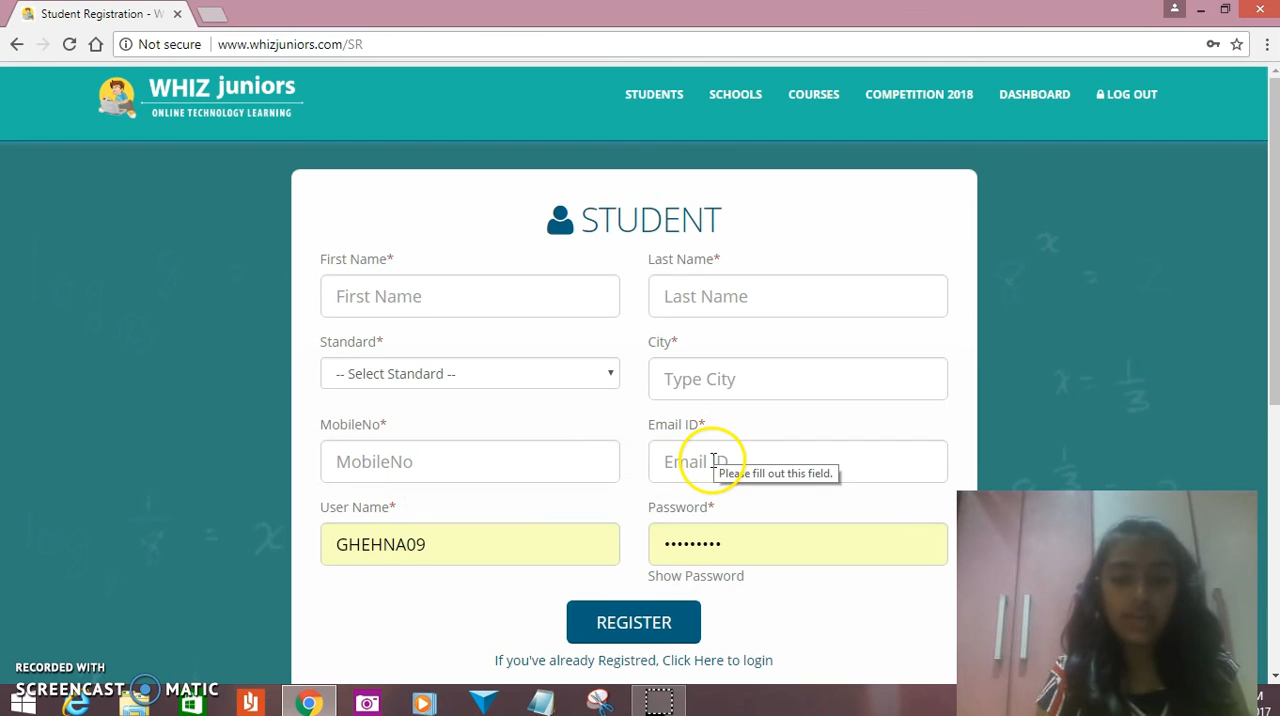 Student Registration - W
Not secure
www.whizjuniors.com/SR
WHIZ juniors
ONLINE TECHNOLOGY LEARNING
STUDENTS
SCHOOLS
COURSES
COMPETITION 2018
DASHBOARD
LOG OUT
STUDENT
First Name*
Last Name*
First Name
Last Name
Standard*
City*
-- Select Standard --
Type City
MobileNo*
Email ID*
MobileNo
Email ID
Please fill out this field.
User Name*
Password*
GHEHNA09
•••••••••
Show Password
REGISTER
If you've already Registred, Click Here to login
RECORDED WITH
SCREENCAST MATIC